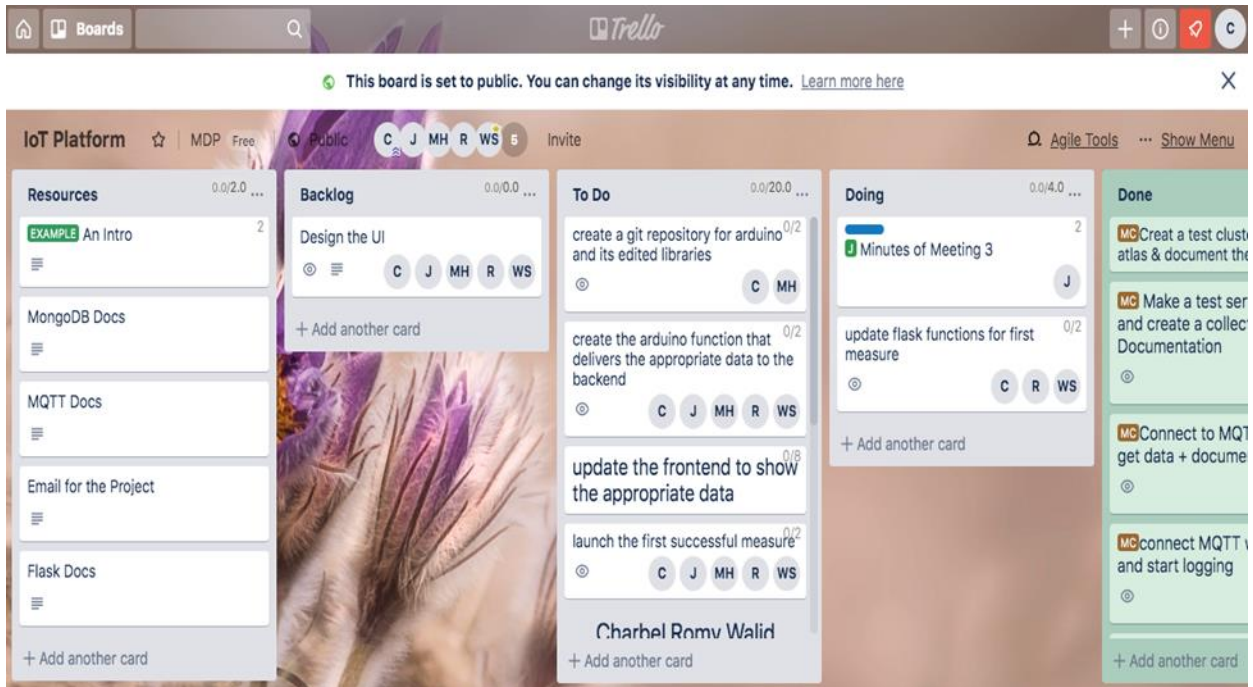 Boards
Trello
C
This board is set to public. You can change its visibility at any time. Learn more here
IoT Platform
MDP Free
Public
C J MH R WS 5
Invite
Agile Tools
... Show Menu
Resources
0.0/2.0 ...
EXAMPLE An Intro
2
MongoDB Docs
MQTT Docs
Email for the Project
Flask Docs
+ Add another card
Backlog
0.0/0.0 ...
Design the UI
C J MH R WS
+ Add another card
To Do
0.0/20.0 ...
create a git repository for arduino
and its edited libraries
0/2
C MH
create the arduino function that
delivers the appropriate data to the
backend
0/2
C J MH R WS
update the frontend to show
the appropriate data
0/8
launch the first successful measure
0/2
C J MH R WS
Charbel Romy Walid
+ Add another card
Doing
0.0/4.0 ...
2
J Minutes of Meeting 3
J
update flask functions for first
measure
0/2
C R WS
+ Add another card
Done
MC Creat a test cluste
atlas & document the
MC Make a test ser
and create a collect
Documentation
MC Connect to MQT
get data + docume
MC connect MQTT
and start logging
+ Add another card